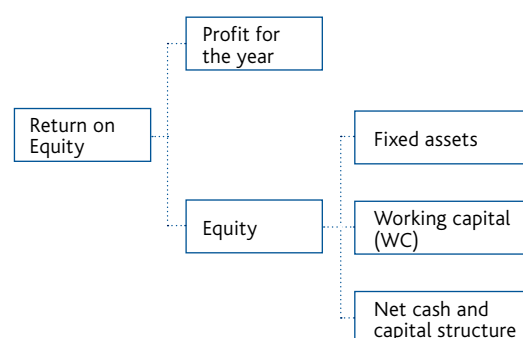 Profit for
the year
Return on
Equity
Fixed assets
Equity
Working capital
(WC)
Net cash and
capital structure